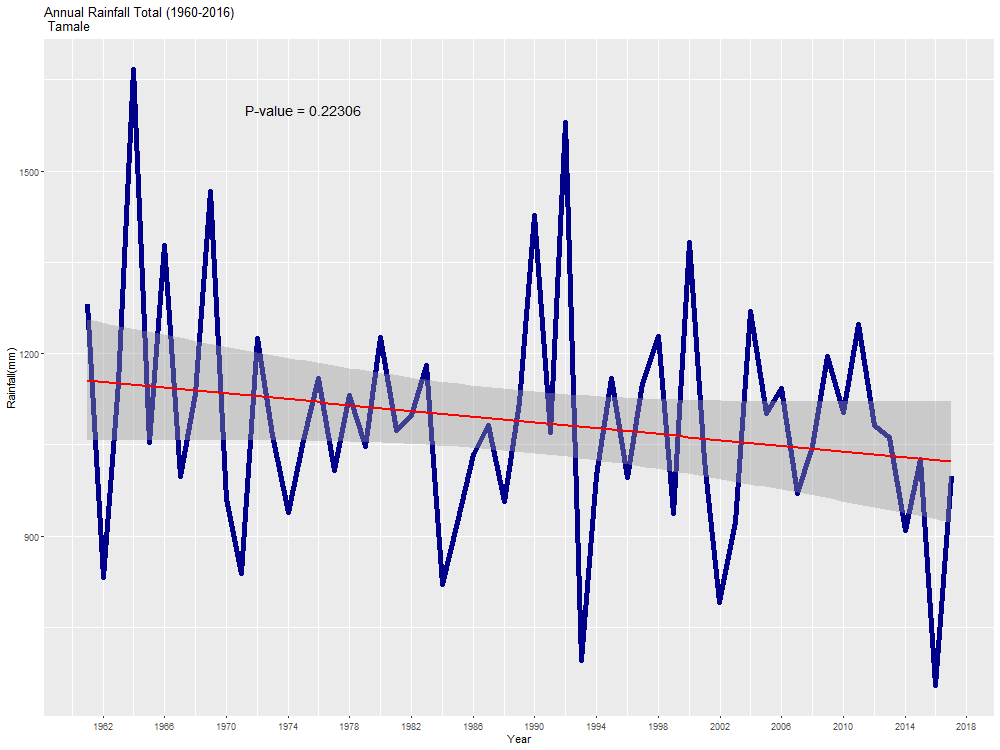 Annual Rainfall Total (1960-2016)
Tamale
P-value = 0.22306
1500
1200
900
Rainfall(mm)
1962 1966 1970 1974 1978 1982 1986 1990 1994 1998 2002 2006 2010 2014 2018
Year